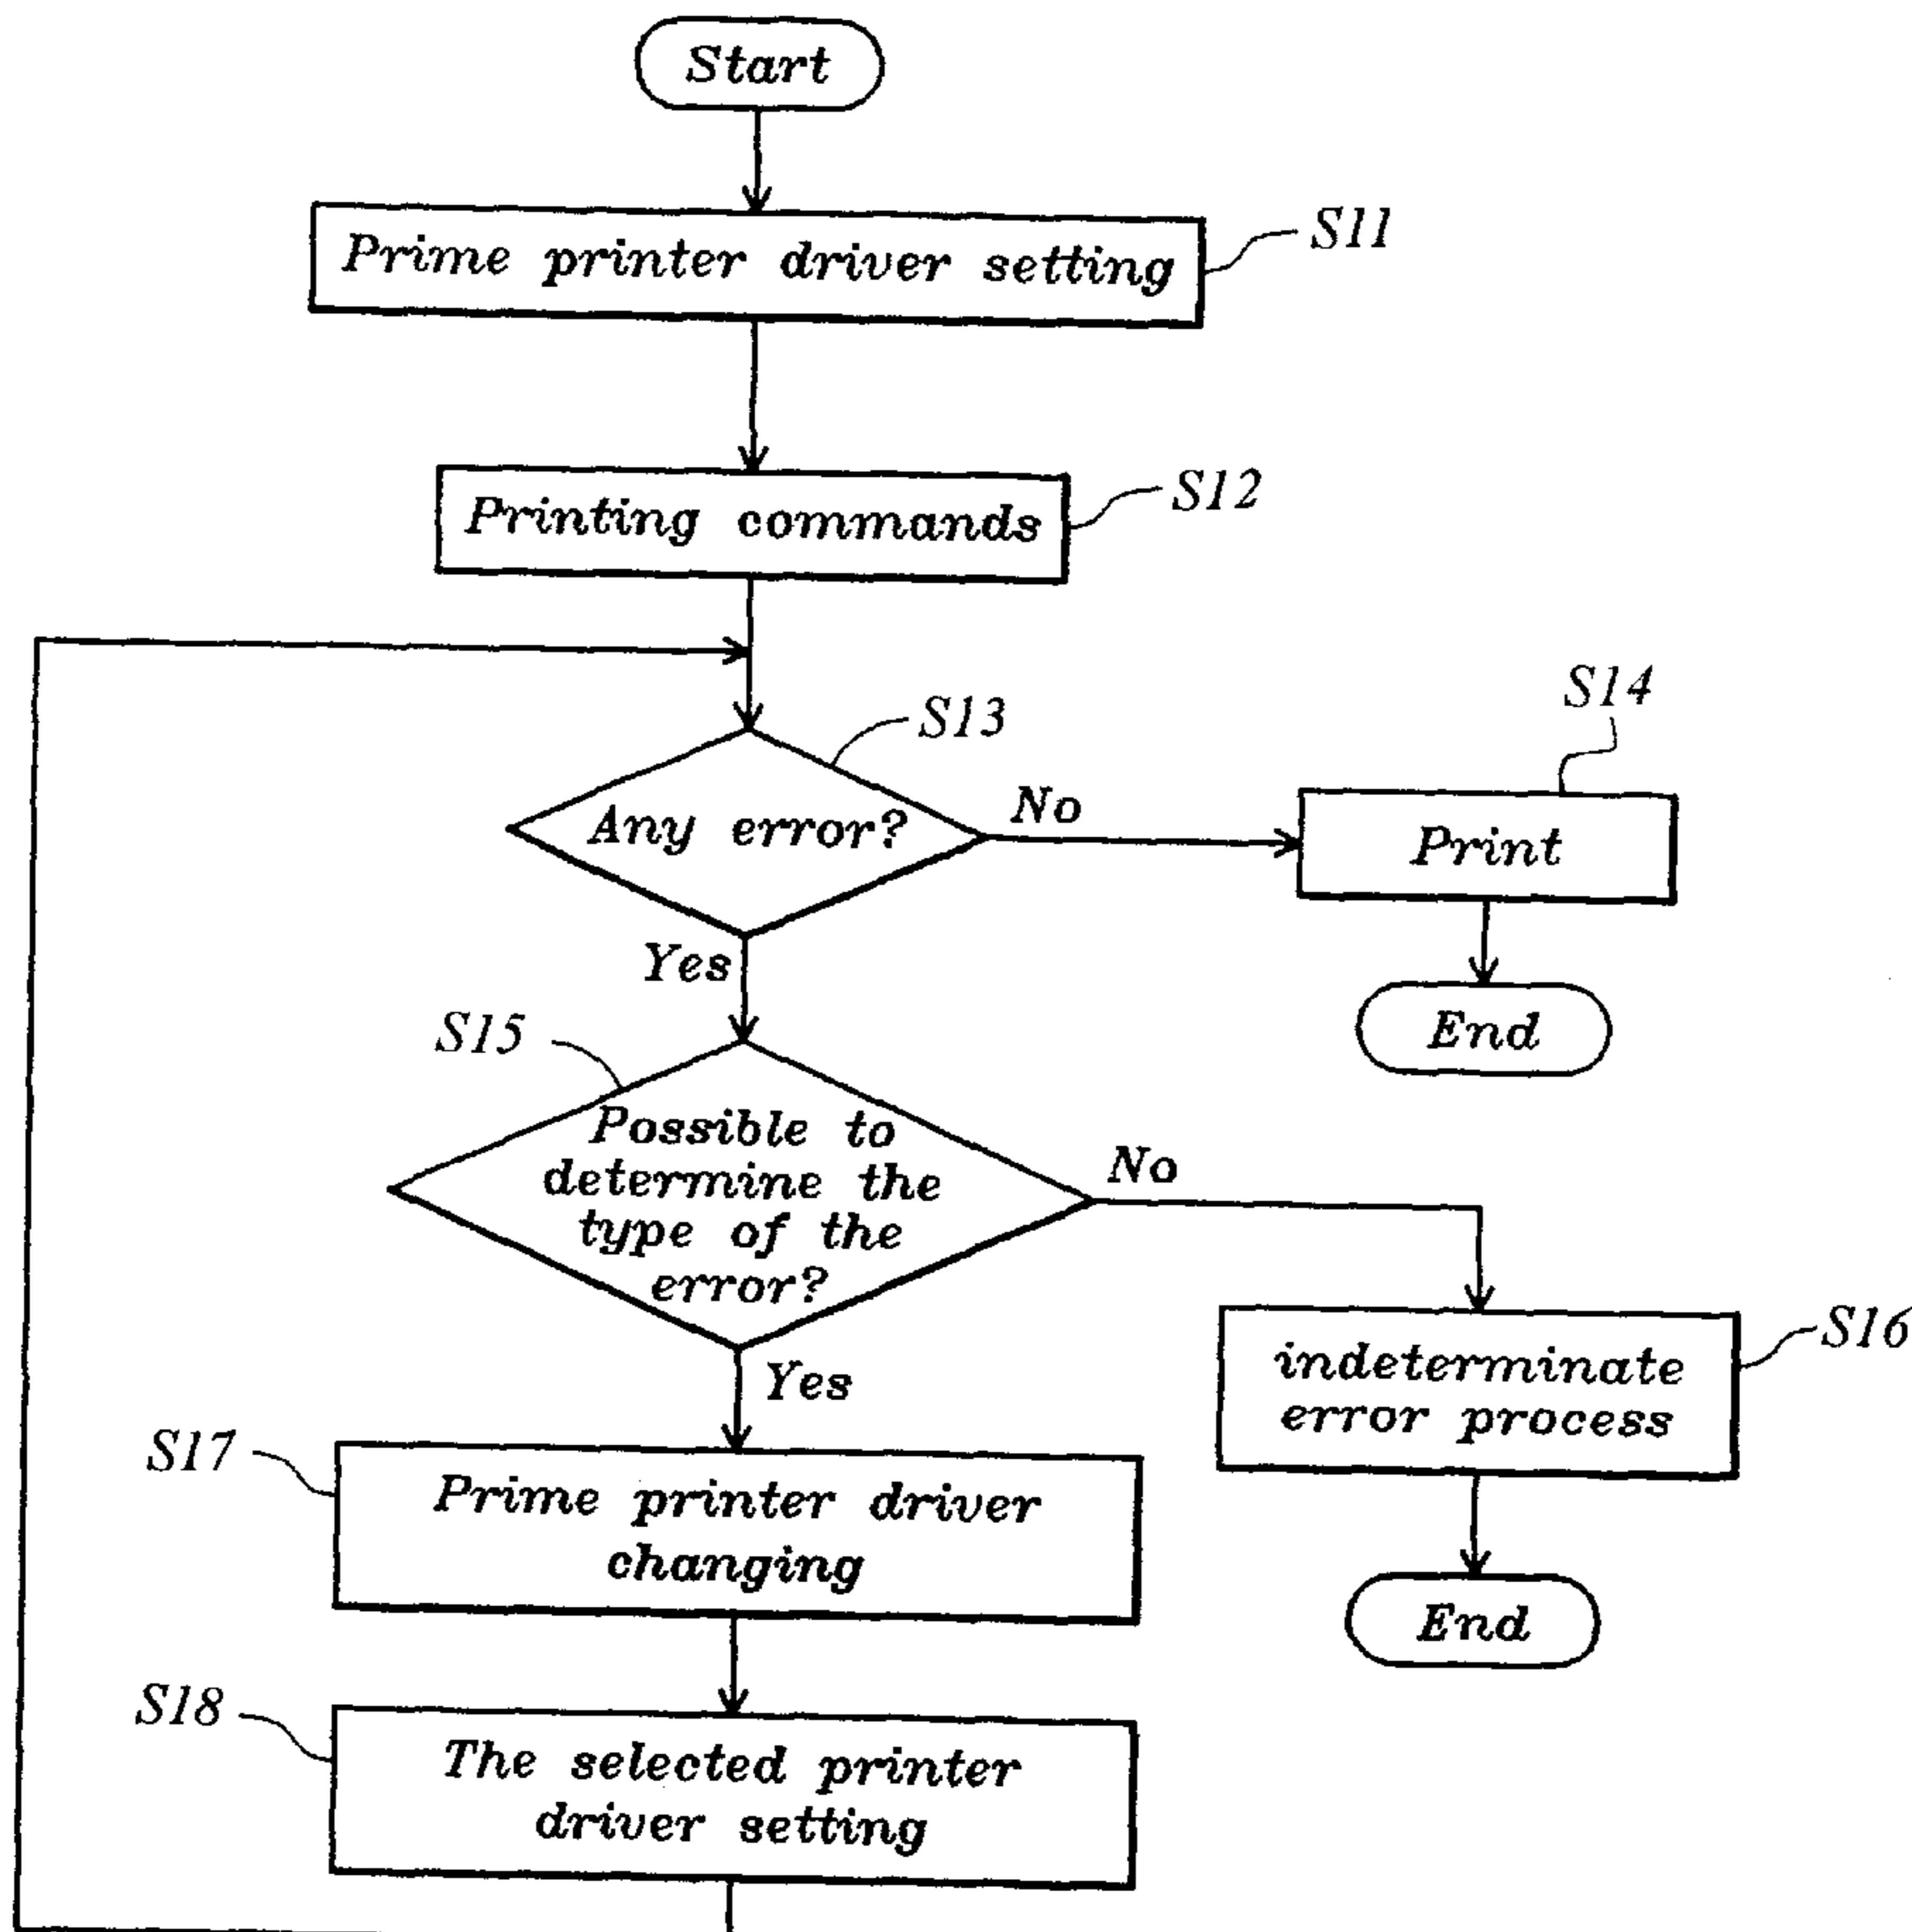 Start
Prime printer driver setting
S11
Printing commands
S12
S13
Any error?
No
S14
Print
Yes
End
S15
Possible to
determine the
type of the
error?
No
Yes
indeterminate
error process
S16
S17
Prime printer driver
changing
End
S18
The selected printer
driver setting